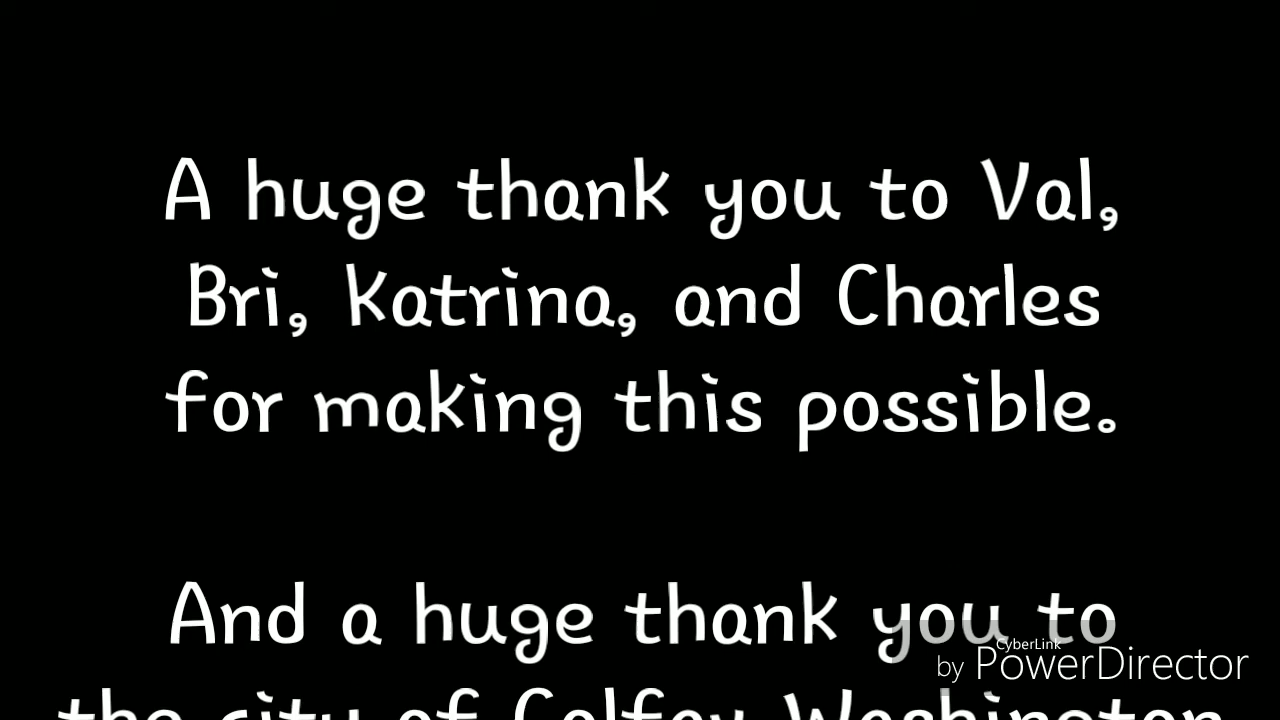 A huge thank you to Val,
Bri, Katrina, and Charles
for making this possible.
And a huge thank you to
CyberLink
by PowerDirector
the city of Colfax Washington